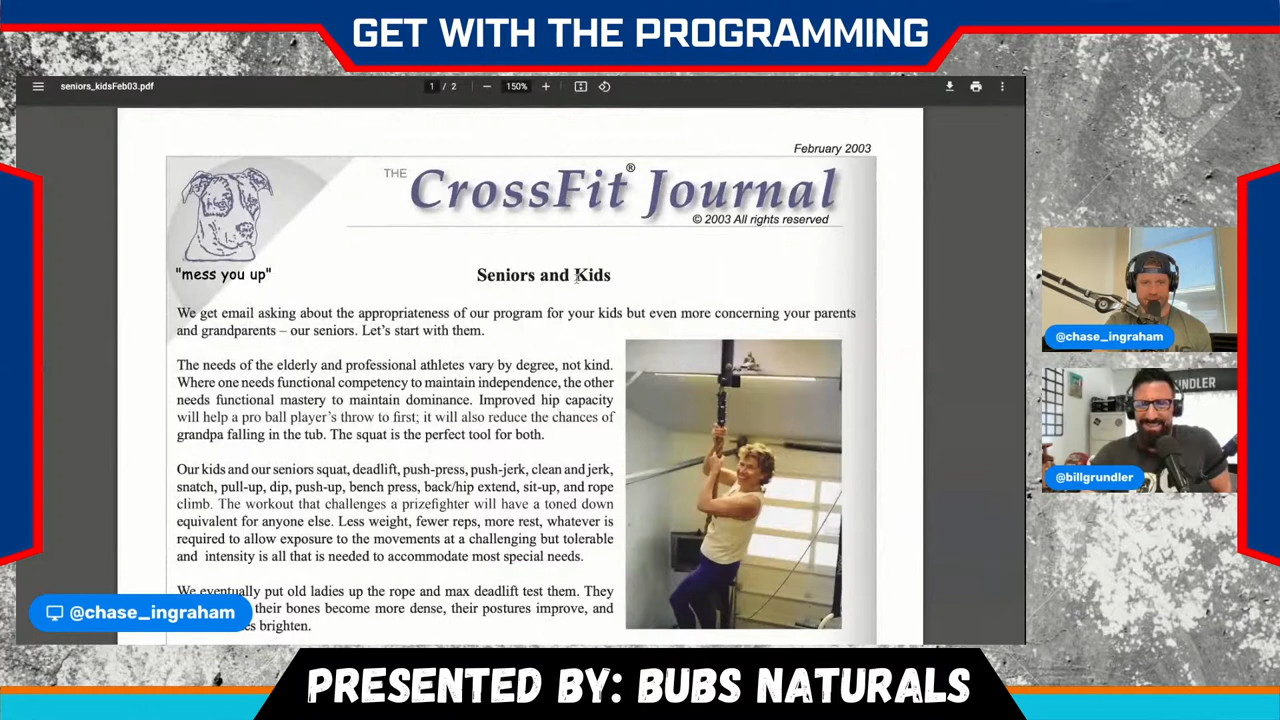 GET WITH THE PROGRAMMING
seniors_kidsFeb03.pdf
1 / 2
150%
February 2003
THE CrossFit® Journal
© 2003 All rights reserved
"mess you up"
Seniors and Kids
We get email asking about the appropriateness of our program for your kids but even more concerning your parents
and grandparents – our seniors. Let's start with them.
The needs of the elderly and professional athletes vary by degree, not kind.
Where one needs functional competency to maintain independence, the other
needs functional mastery to maintain dominance. Improved hip capacity
will help a pro ball player's throw to first; it will also reduce the chances of
grandpa falling in the tub. The squat is the perfect tool for both.
Our kids and our seniors squat, deadlift, push-press, push-jerk, clean and jerk,
snatch, pull-up, dip, push-up, bench press, back/hip extend, sit-up, and rope
climb. The workout that challenges a prizefighter will have a toned down
equivalent for anyone else. Less weight, fewer reps, more rest, whatever is
required to allow exposure to the movements at a challenging but tolerable
and intensity is all that is needed to accommodate most special needs.
We eventually put old ladies up the rope and max deadlift test them. They
their bones become more dense, their postures improve, and
brighten.
@chase_ingraham
@chase_ingraham
RUNDLER
@billgrundler
PRESENTED BY: BUBS NATURALS